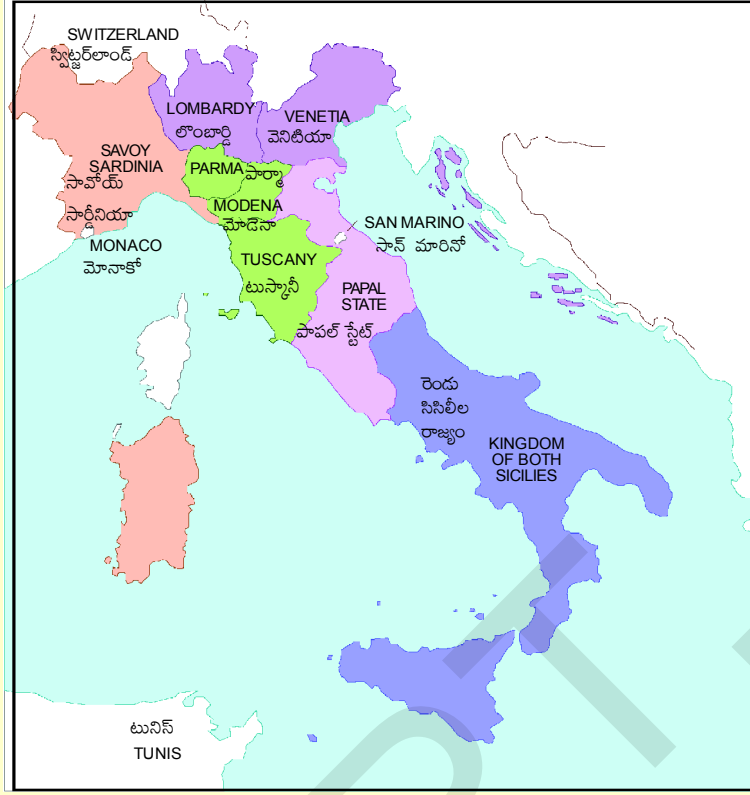 SWITZERLAND
స్విట్జర్‌లాండ్
LOMBARDY
లొంబార్డి
VENETIA
వెనిటియా
SAVOY
SARDINIA
సావోయ్
సార్డీనియా
PARMA పార్మా
MODENA
మోడెనా
MONACO
మోనాకో
SAN MARINO
సాన్ మారినో
TUSCANY
టుస్కానీ
PAPAL
STATE
పాపల్ స్టేట్
రెండు
సిసిలీల
రాజ్యం
KINGDOM
OF BOTH
SICILIES
టునిస్
TUNIS